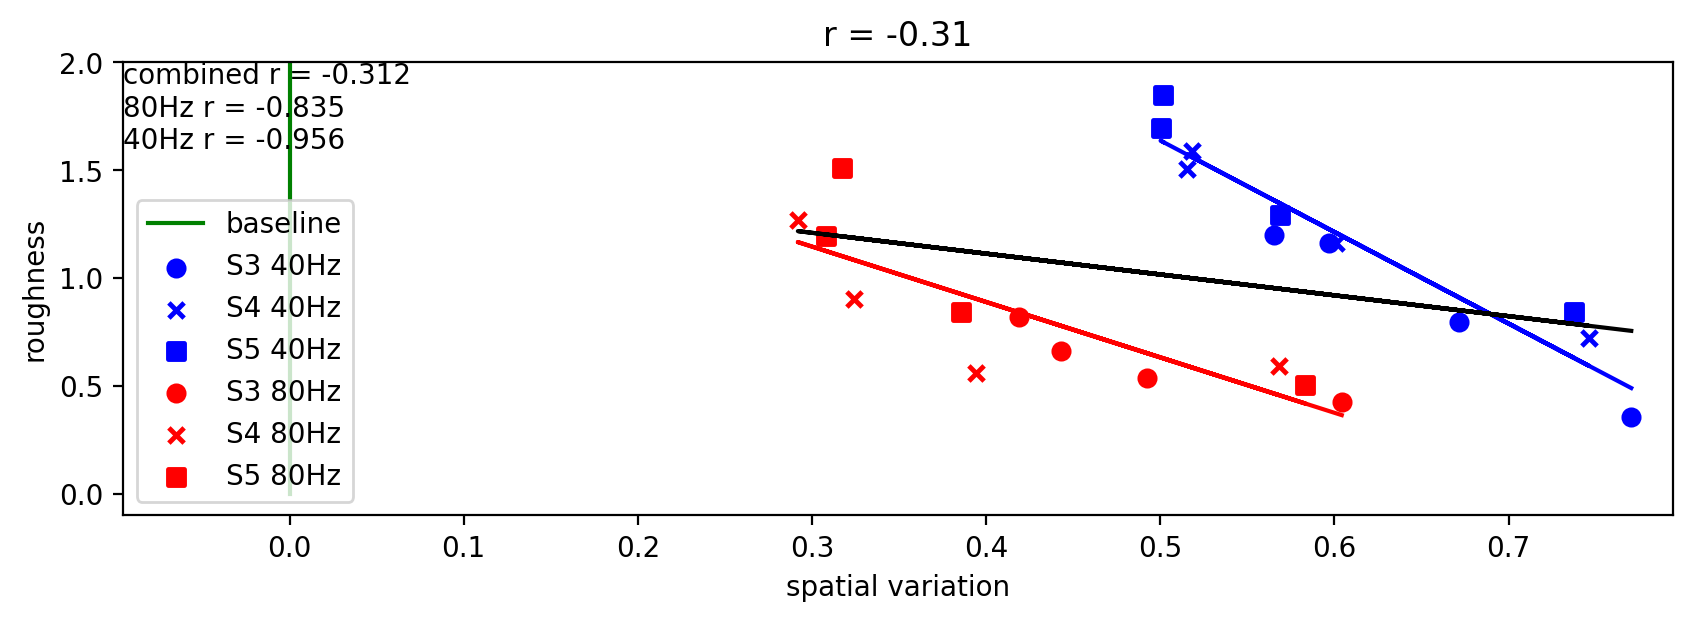 r = -0.31
combined r = -0.312
80Hz r = -0.835
40Hz r = -0.956
baseline
S3 40Hz
S4 40Hz
S5 40Hz
S3 80Hz
S4 80Hz
S5 80Hz
roughness
2.0
1.5
1.0
0.5
0.0
0.0 0.1 0.2 0.3 0.4 0.5 0.6 0.7
spatial variation